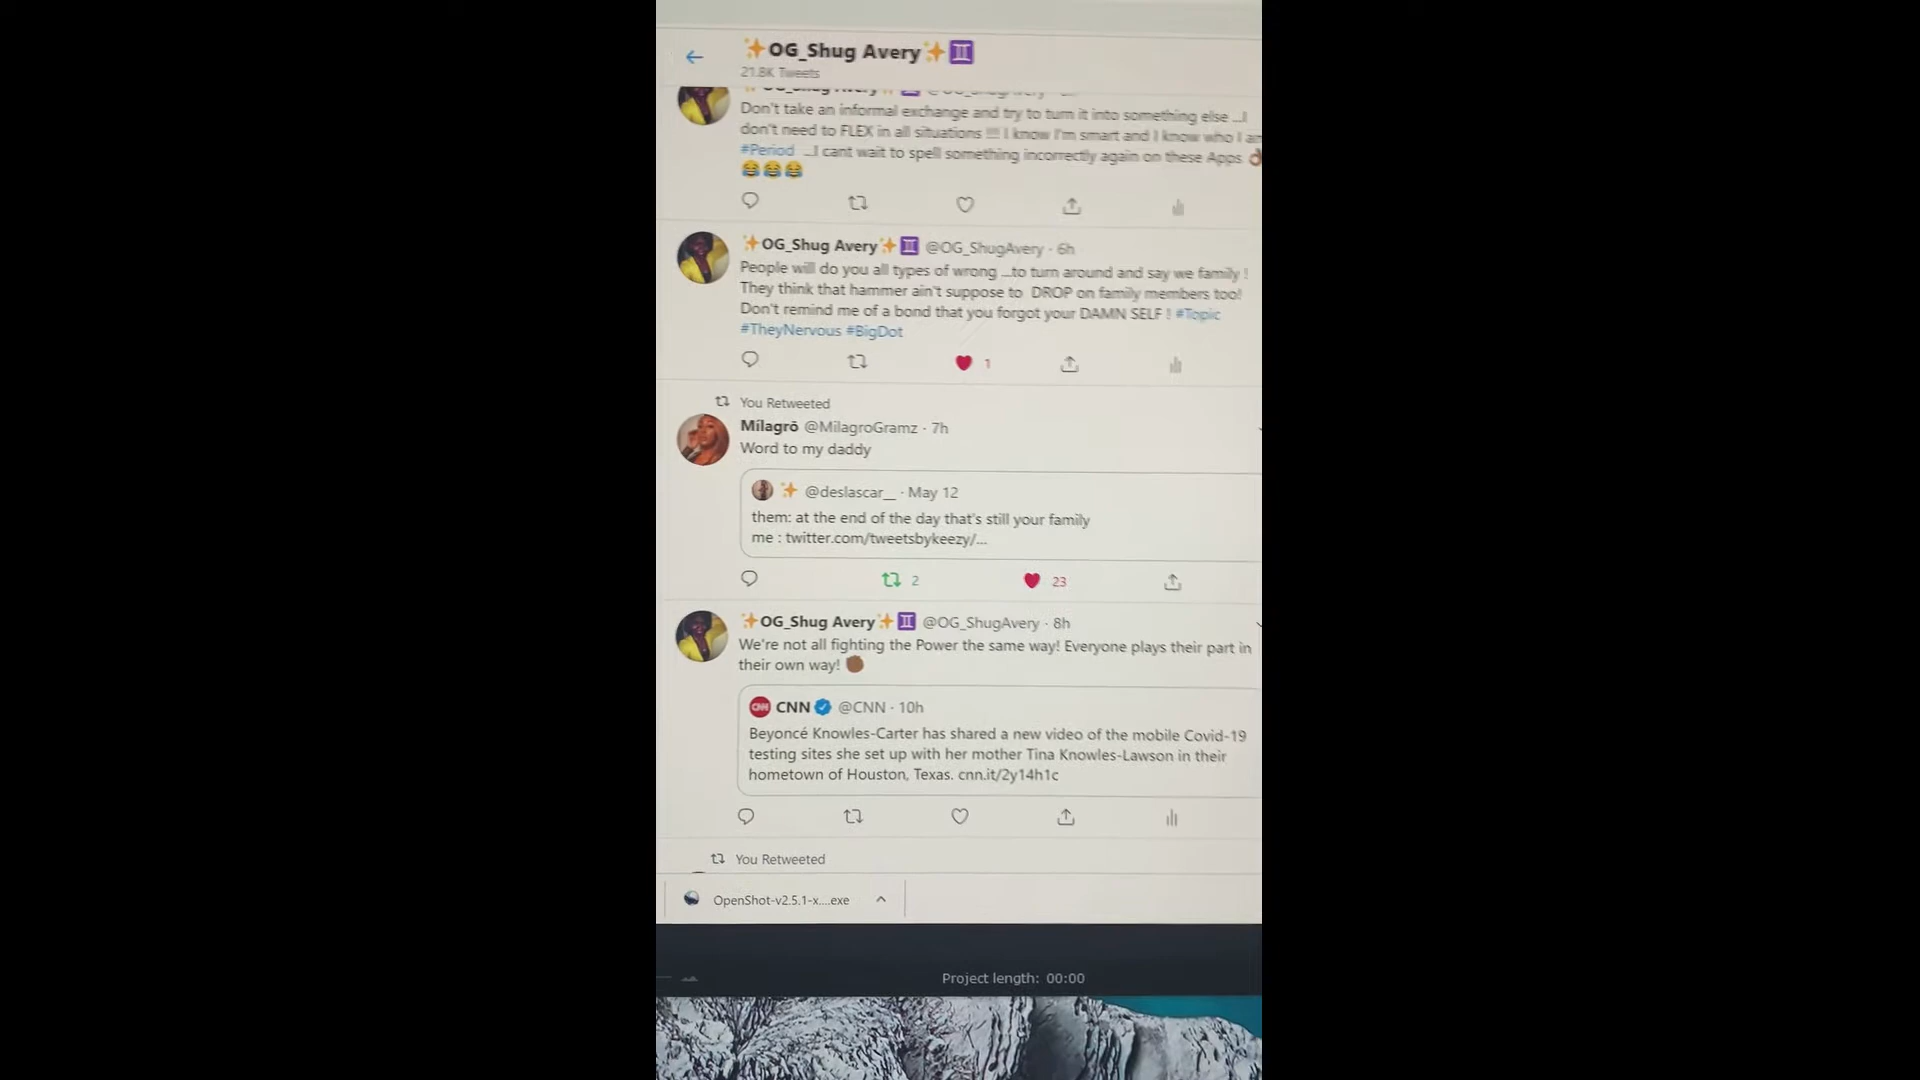 ✨OG_Shug Avery✨♊
21.8K Tweets
Don't take an informal exchange and try to turn it into something else ...I
don't need to FLEX in all situations !!! I know I'm smart and I know who I am
#Period ...I cant wait to spell something incorrectly again on these Apps 👌🏾
😂😂😂
✨OG_Shug Avery✨♊ @OG_ShugAvery · 6h
People will do you all types of wrong ...to turn around and say we family !
They think that hammer ain't suppose to DROP on family members too!
Don't remind me of a bond that you forgot your DAMN SELF ! #Topic
#TheyNervous #BigDot
1
You Retweeted
Milagró @MilagroGramz · 7h
Word to my daddy
✨ @deslascar__ · May 12
them: at the end of the day that's still your family
me : twitter.com/tweetsbykeezy/...
2 23
✨OG_Shug Avery✨♊ @OG_ShugAvery · 8h
We're not all fighting the Power the same way! Everyone plays their part in
their own way! ✊🏾
CNN @CNN · 10h
Beyoncé Knowles-Carter has shared a new video of the mobile Covid-19
testing sites she set up with her mother Tina Knowles-Lawson in their
hometown of Houston, Texas. cnn.it/2y14h1c
You Retweeted
OpenShot-v2.5.1-x....exe
Project length: 00:00